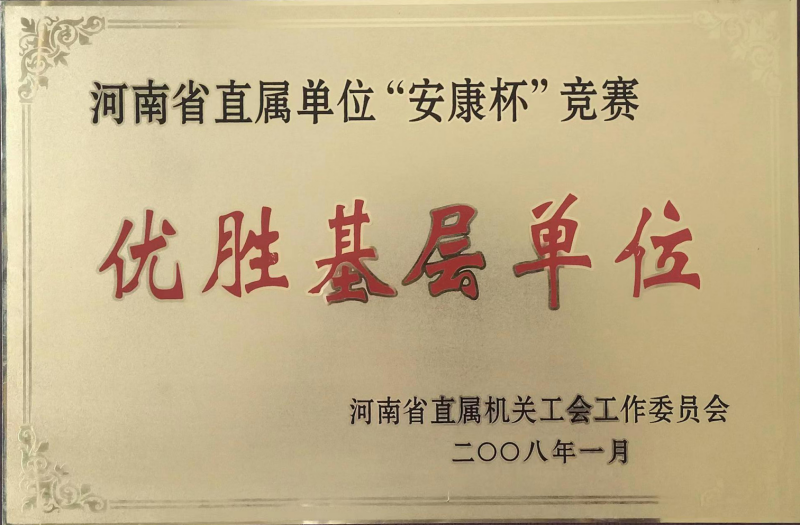 河南省直属单位“安康杯”竞赛
优胜基层单位
河南省直属机关工会工作委员会
二〇〇八年一月